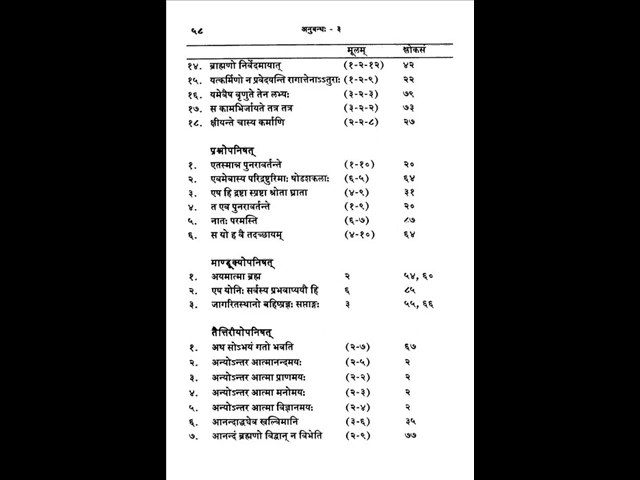 ५८ अनुबन्धः - ३
मूलम् श्लोकसं
१४. ब्राह्मणो निर्वेदमायात् (१-२-१२) ४२
१५. यत्कर्मिणो न प्रवेदयन्ति रागात्तेनाऽऽतुराः (१-२-९) २२
१६. यमेवैष वृणुते तेन लभ्यः (३-२-३) ७९
१७. स कामभिर्जायते तत्र तत्र (३-२-२) ७३
१८. क्षीयन्ते चास्य कर्माणि (२-२-८) २७
प्रश्नोपनिषत्
१. एतस्मान्न पुनरावर्तन्ते (१-१०) २०
२. एवमेवास्य परिद्रष्टुरिमाः षोडशकलाः (६-५) ६४
३. एष हि द्रष्टा स्प्रष्टा श्रोता घ्राता (४-९) ३१
४. त एव पुनरावर्तन्ते (१-९) २०
५. नातः परमस्ति (६-७) ८७
६. स यो ह वै तदच्छायम् (४-१०) ६४
माण्डूक्योपनिषत्
१. अयमात्मा ब्रह्म २ ५४, ६०
२. एष योनिः सर्वस्य प्रभवाप्ययौ हि ६ ८५
३. जागरितस्थानो बहिष्प्रज्ञः सप्ताङ्गः ३ ५५, ६६
तैत्तिरीयोपनिषत्
१. अथ सोऽभयं गतो भवति (२-७) ६७
२. अन्योऽन्तर आत्मानन्दमयः (२-५) २
३. अन्योऽन्तर आत्मा प्राणमयः (२-२) २
४. अन्योऽन्तर आत्मा मनोमयः (२-३) २
५. अन्योऽन्तर आत्मा विज्ञानमयः (२-४) २
६. आनन्दाद्ध्येव खल्विमानि (३-६) ३५
७. आनन्दं ब्रह्मणो विद्वान् न बिभेति (२-९) ७७